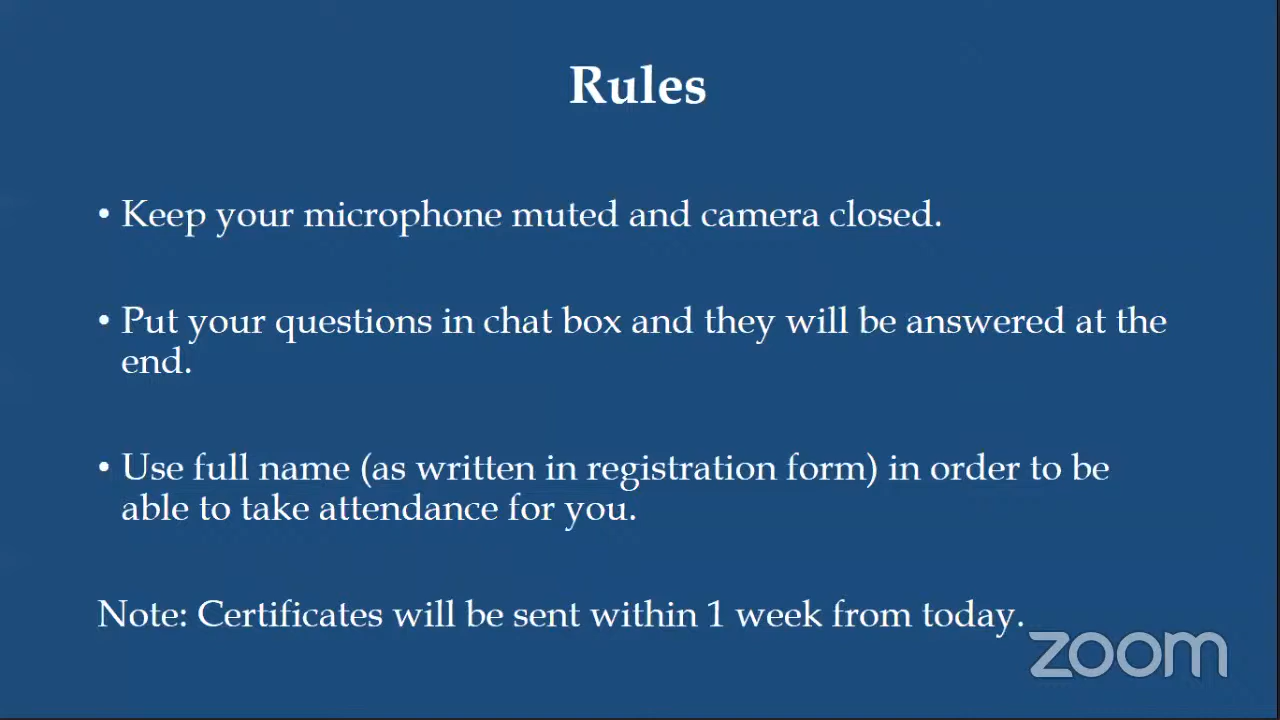 Rules
• Keep your microphone muted and camera closed.
• Put your questions in chat box and they will be answered at the
end.
• Use full name (as written in registration form) in order to be
able to take attendance for you.
Note: Certificates will be sent within 1 week from today.
zoom